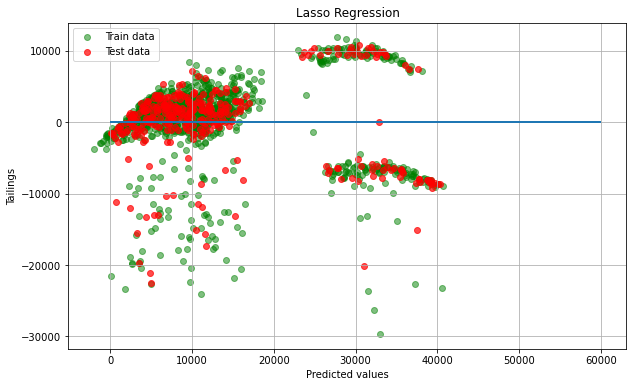 Lasso Regression
Train data
Test data
10000
0
−10000
−20000
−30000
Tailings
0
10000
20000
30000
40000
50000
60000
Predicted values